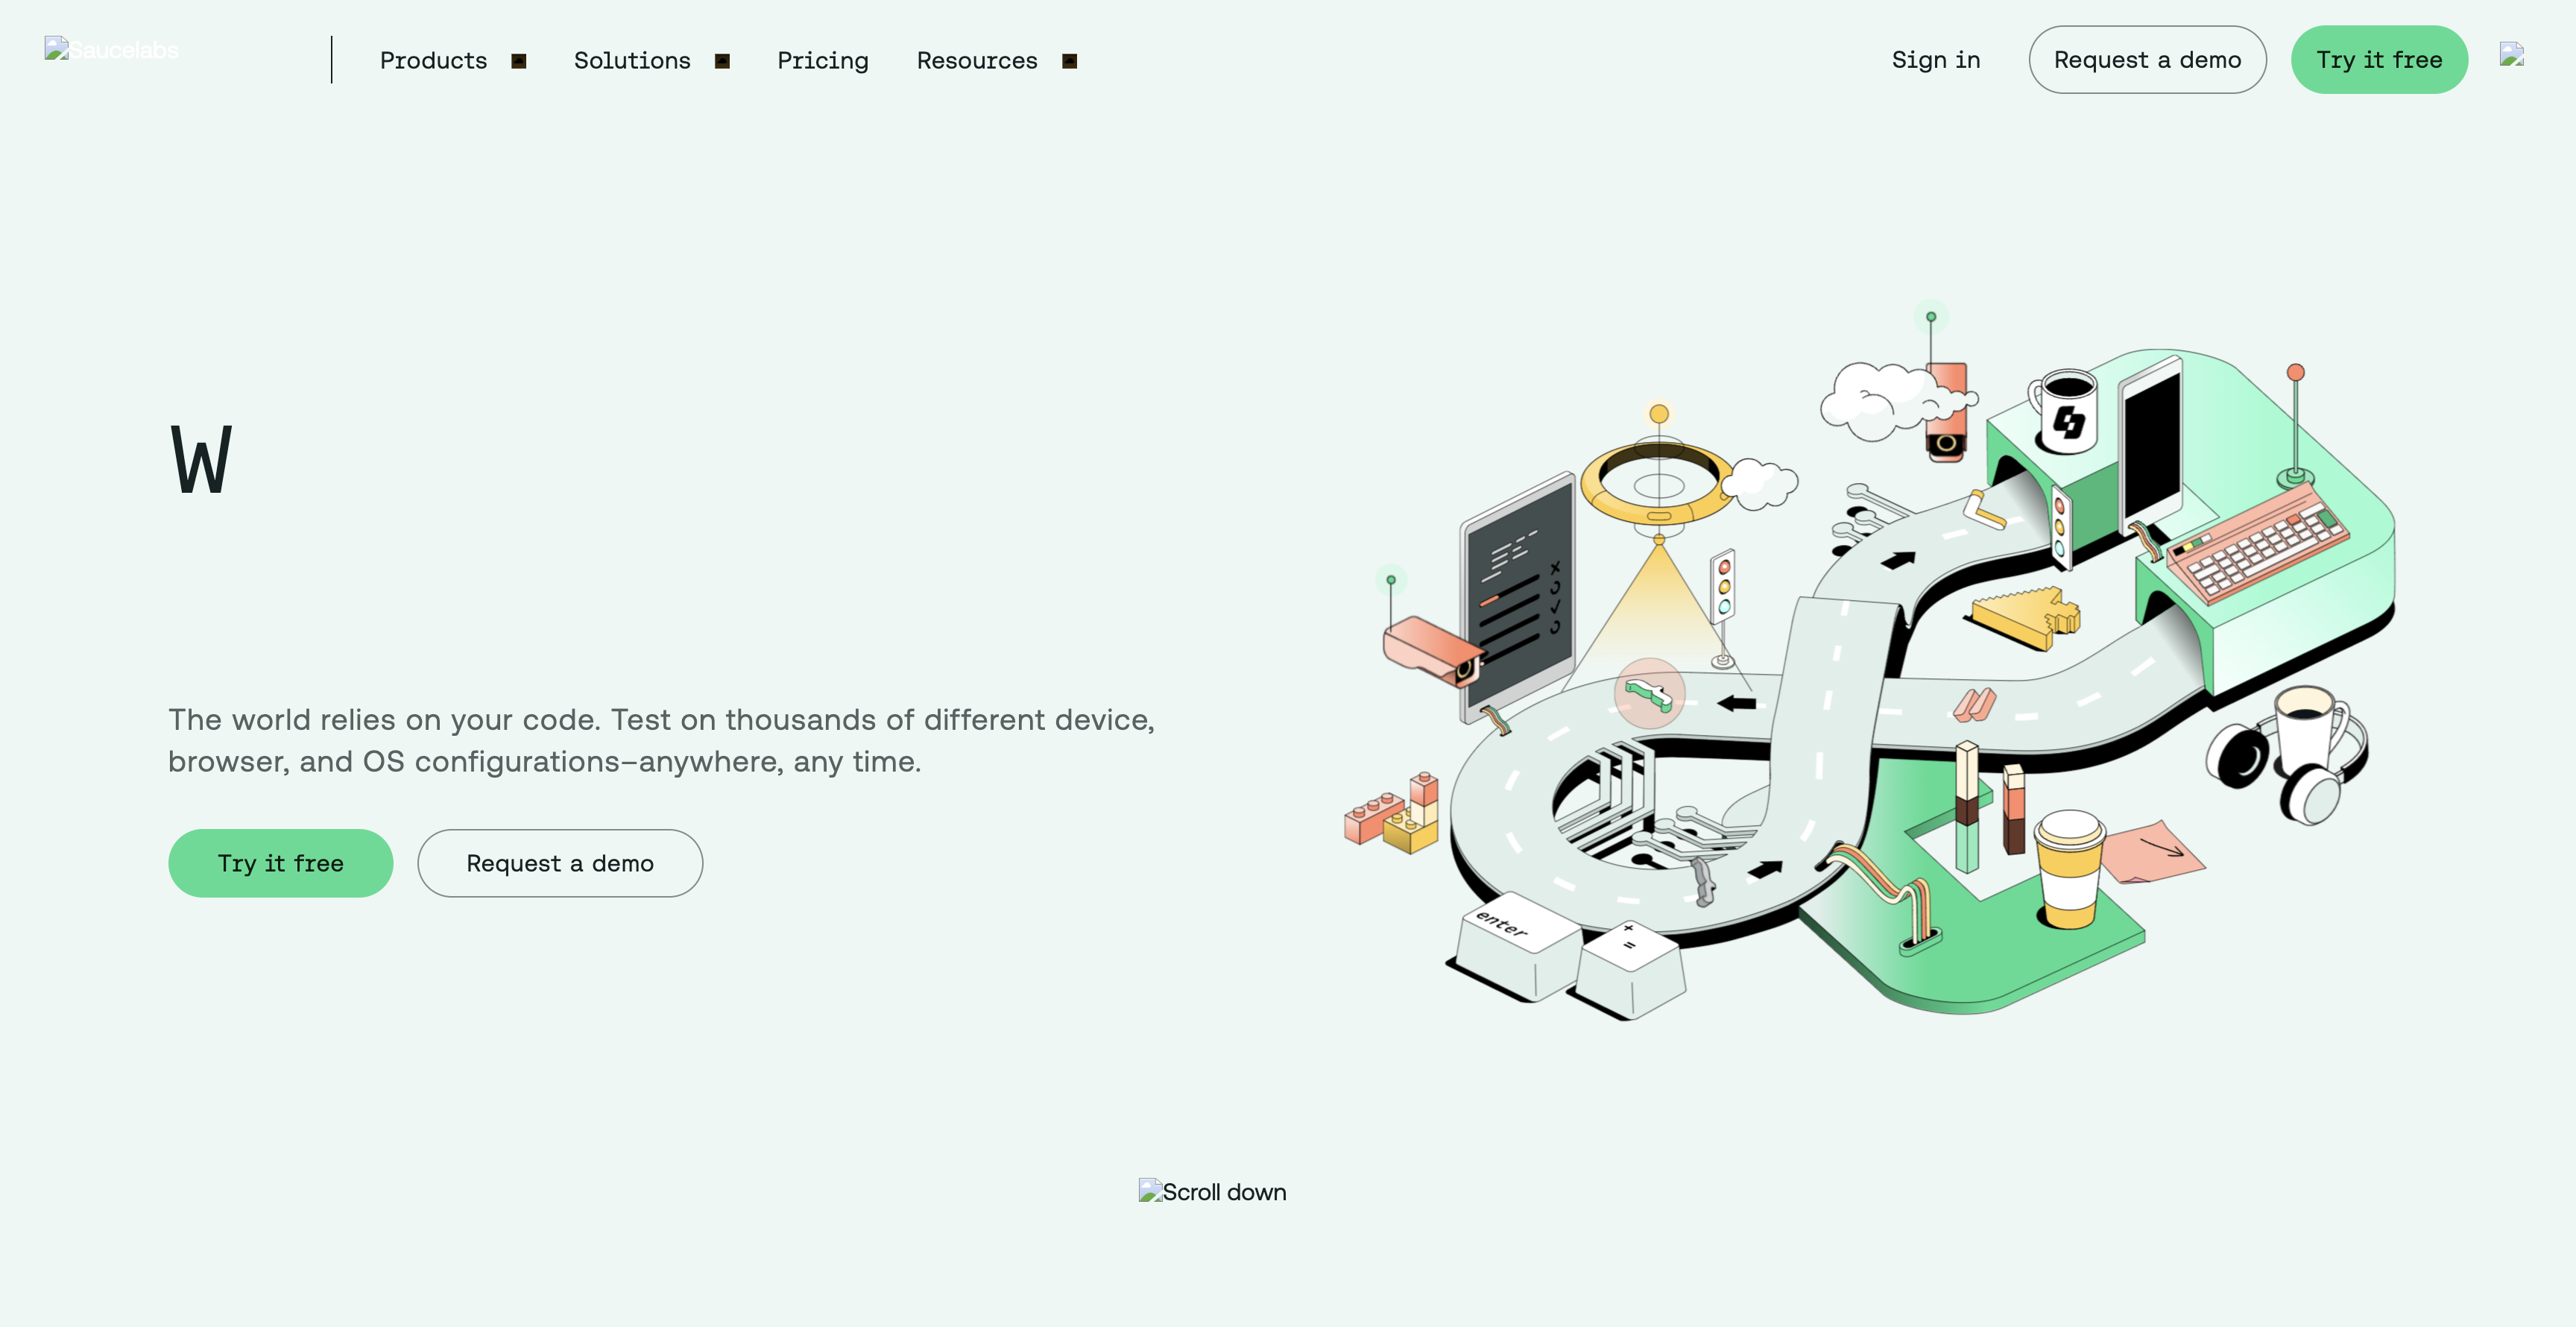 Saucelabs
Products
Solutions
Pricing
Resources
Sign in
Request a demo
Try it free
W
The world relies on your code. Test on thousands of different device,
browser, and OS configurations–anywhere, any time.
Try it free
Request a demo
enter
+
=
Scroll down